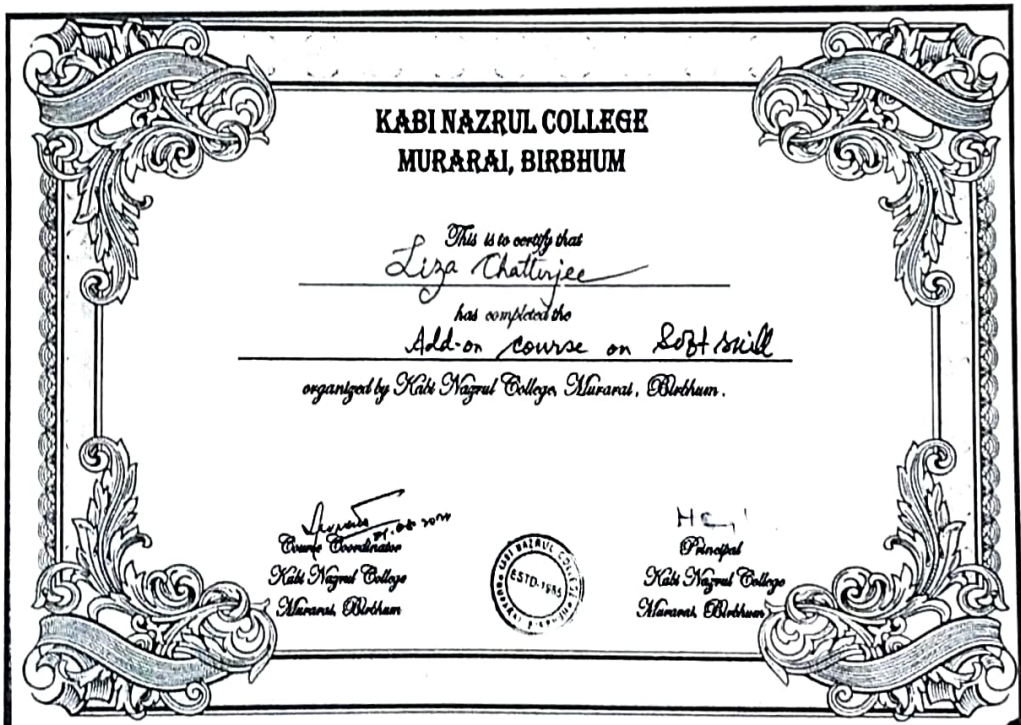 KABI NAZRUL COLLEGE
MURARAI, BIRBHUM
This is to certify that
Liza Chatterjee
has completed the
Add-on course on Soft skill
organized by Kabi Nazrul College, Murarai, Birbhum.
Course Coordinator
Kabi Nazrul College
Murarai, Birbhum
KABI NAZRUL COLLEGE
ESTD-1985
Principal
Kabi Nazrul College
Murarai, Birbhum